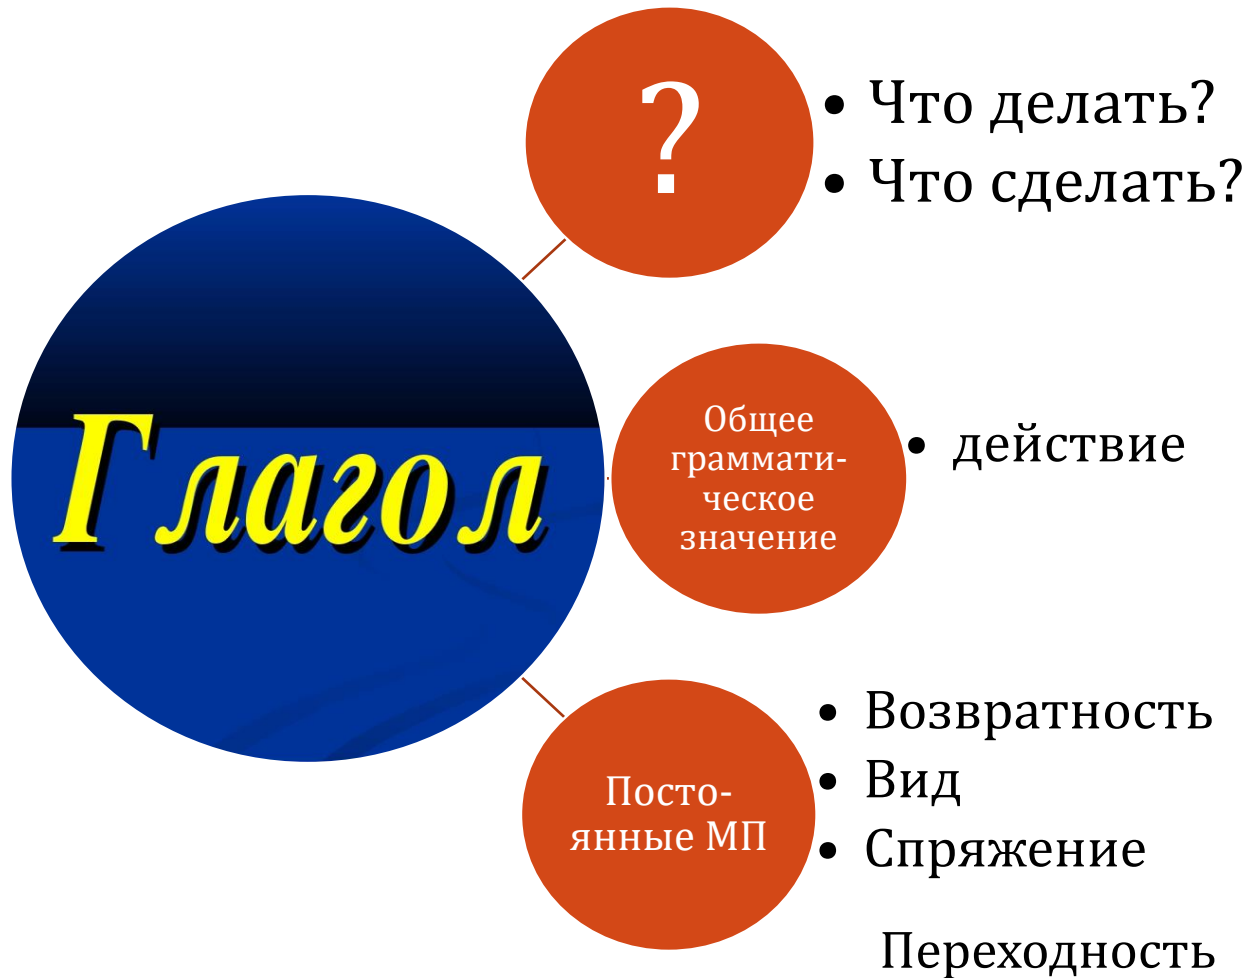 ?
• Что делать?
• Что сделать?
Глагол
Общее
граммати-
ческое
значение
• действие
Посто-
янные МП
• Возвратность
• Вид
• Спряжение
Переходность